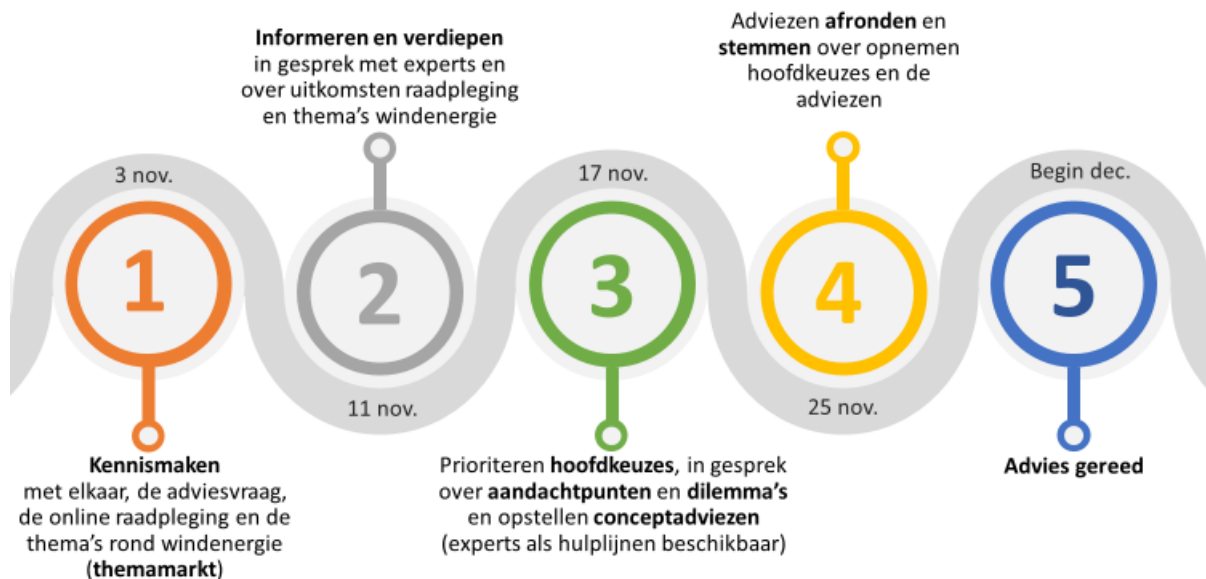 3 nov.
1
Kennismaken
met elkaar, de adviesvraag,
de online raadpleging en de
thema's rond windenergie
(themamarkt)
Informeren en verdiepen
in gesprek met experts en
over uitkomsten raadpleging
en thema's windenergie
2
11 nov.
17 nov.
3
Prioriteren hoofdkeuzes, in gesprek
over aandachtpunten en dilemma's
en opstellen conceptadviezen
(experts als hulplijnen beschikbaar)
Adviezen afronden en
stemmen over opnemen
hoofdkeuzes en de
adviezen
4
25 nov.
Begin dec.
5
Advies gereed